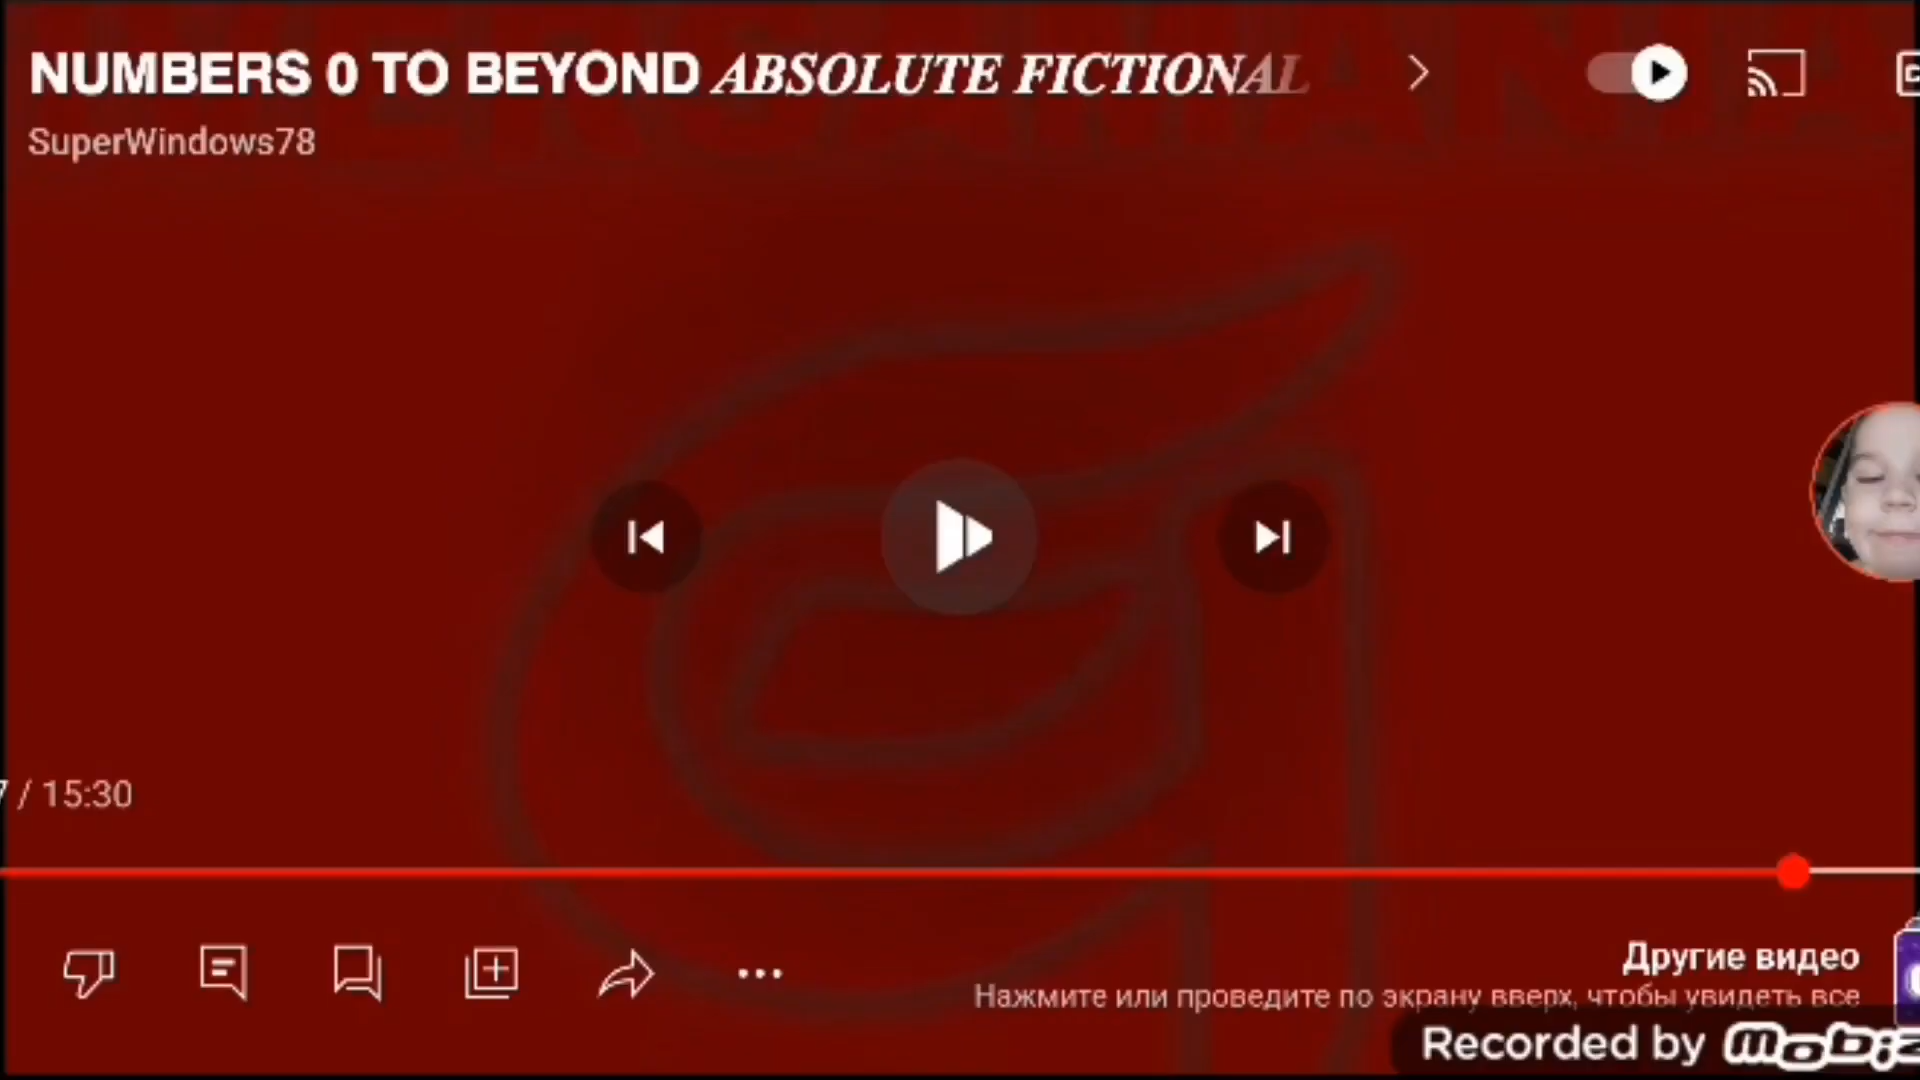 NUMBERS 0 TO BEYOND ABSOLUTE FICTIONAL
SuperWindows78
/ 15:30
Другие видео
Нажмите или проведите по экрану вверх, чтобы увидеть все
Recorded by